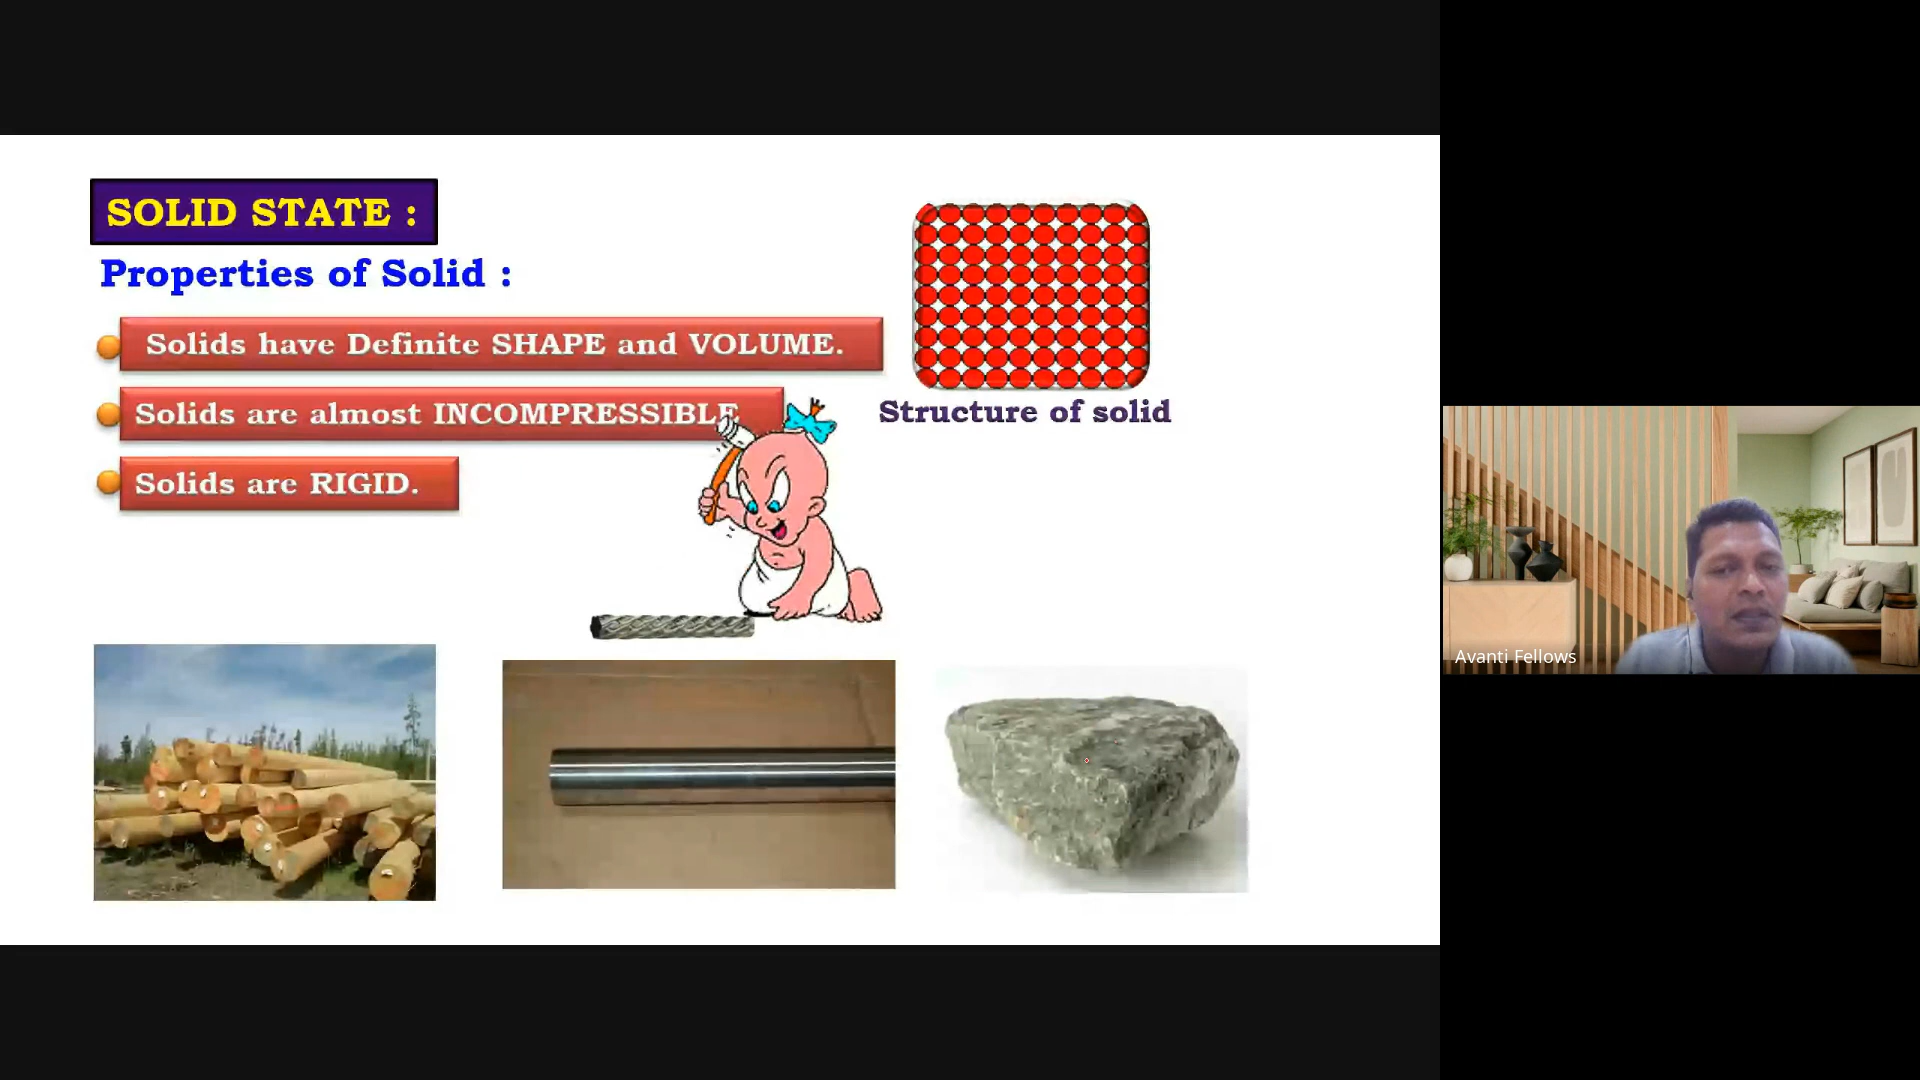 SOLID STATE :
Properties of Solid :
Solids have Definite SHAPE and VOLUME.
Solids are almost INCOMPRESSIBLE
Solids are RIGID.
Structure of solid
Avanti Fellows